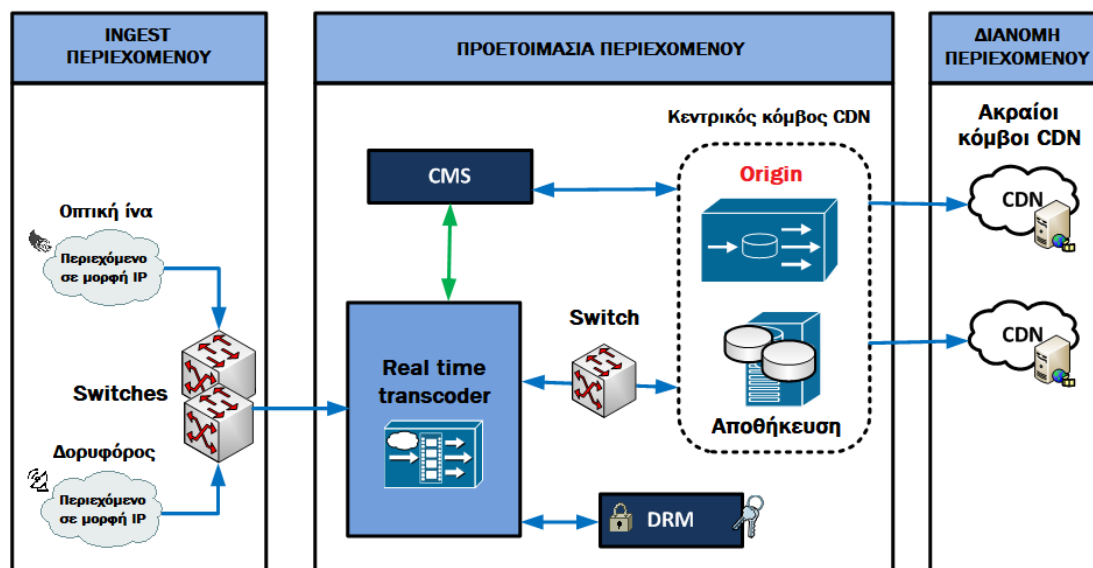 INGEST
ΠΕΡΙΕΧΟΜΕΝΟΥ
ΠΡΟΕΤΟΙΜΑΣΙΑ ΠΕΡΙΕΧΟΜΕΝΟΥ
ΔΙΑΝΟΜΗ
ΠΕΡΙΕΧΟΜΕΝΟΥ
Οπτική ίνα
Περιεχόμενο
σε μορφή IP
Switches
Δορυφόρος
Περιεχόμενο
σε μορφή IP
CMS
Real time
transcoder
Switch
DRM
Κεντρικός κόμβος CDN
Origin
Αποθήκευση
Ακραίοι
κόμβοι CDN
CDN
CDN